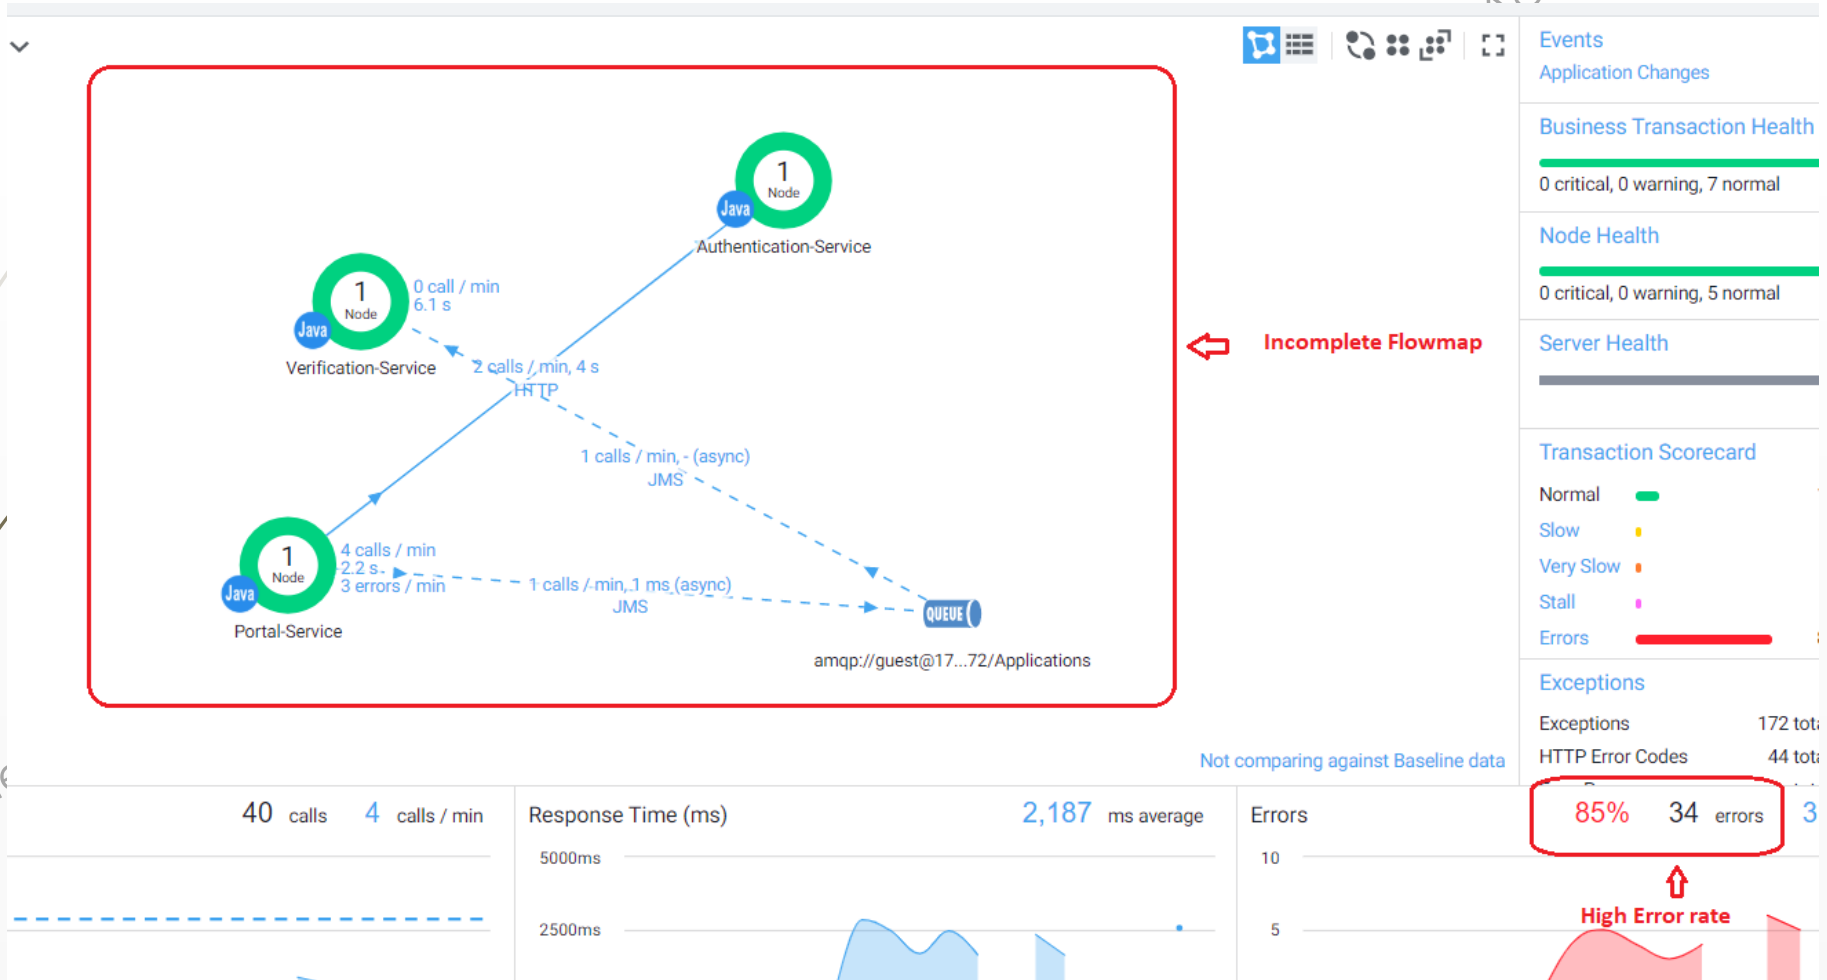 Events
Application Changes
Business Transaction Health
0 critical, 0 warning, 7 normal
Node Health
0 critical, 0 warning, 5 normal
Server Health
Transaction Scorecard
Normal
Slow
Very Slow
Stall
Errors
Exceptions
Exceptions 172
HTTP Error Codes 44
1
Node
Java
Authentication-Service
1
Node
Java
Verification-Service
0 call / min
6.1 s
2 calls / min, 4 s
HTTP
1 calls / min, - (async)
JMS
1
Node
Java
Portal-Service
4 calls / min
2.2 s
3 errors / min
1 calls / min, 1 ms (async)
JMS
QUEUE
amqp://guest@17...72/Applications
Incomplete Flowmap
Not comparing against Baseline data
40 calls 4 calls / min
Response Time (ms) 2,187 ms average
5000ms
2500ms
Errors 85% 34 errors 3
10
5
High Error rate